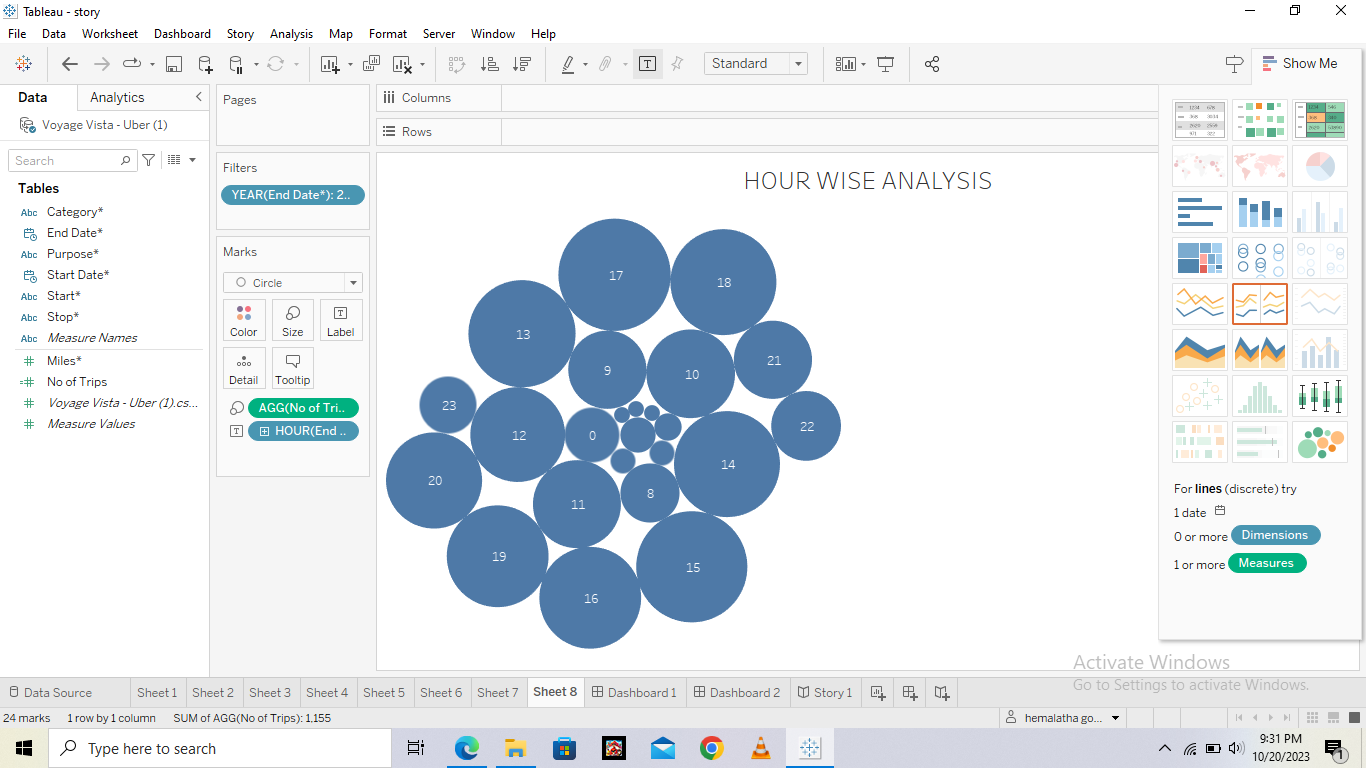 Tableau - story
File Data Worksheet Dashboard Story Analysis Map Format Server Window Help
Standard
Show Me
Data Analytics
Voyage Vista - Uber (1)
Search
Tables
Abc Category*
End Date*
Abc Purpose*
Start Date*
Abc Start*
Abc Stop*
Abc Measure Names
Miles*
No of Trips
Voyage Vista - Uber (1).cs...
Measure Values
Pages
Filters
YEAR(End Date*): 2..
Marks
Circle
Color Size Label
Detail Tooltip
AGG(No of Tri..
HOUR(End ..
Columns
Rows
HOUR WISE ANALYSIS
17
18
13
9
10
21
23
12
0
22
20
14
11
8
19
16
15
For lines (discrete) try
1 date
0 or more Dimensions
1 or more Measures
Activate Windows
Go to Settings to activate Windows.
Data Source Sheet 1 Sheet 2 Sheet 3 Sheet 4 Sheet 5 Sheet 6 Sheet 7 Sheet 8 Dashboard 1 Dashboard 2 Story 1
24 marks 1 row by 1 column SUM of AGG(No of Trips): 1,155
hemalatha go...
Type here to search
9:31 PM
10/20/2023
1